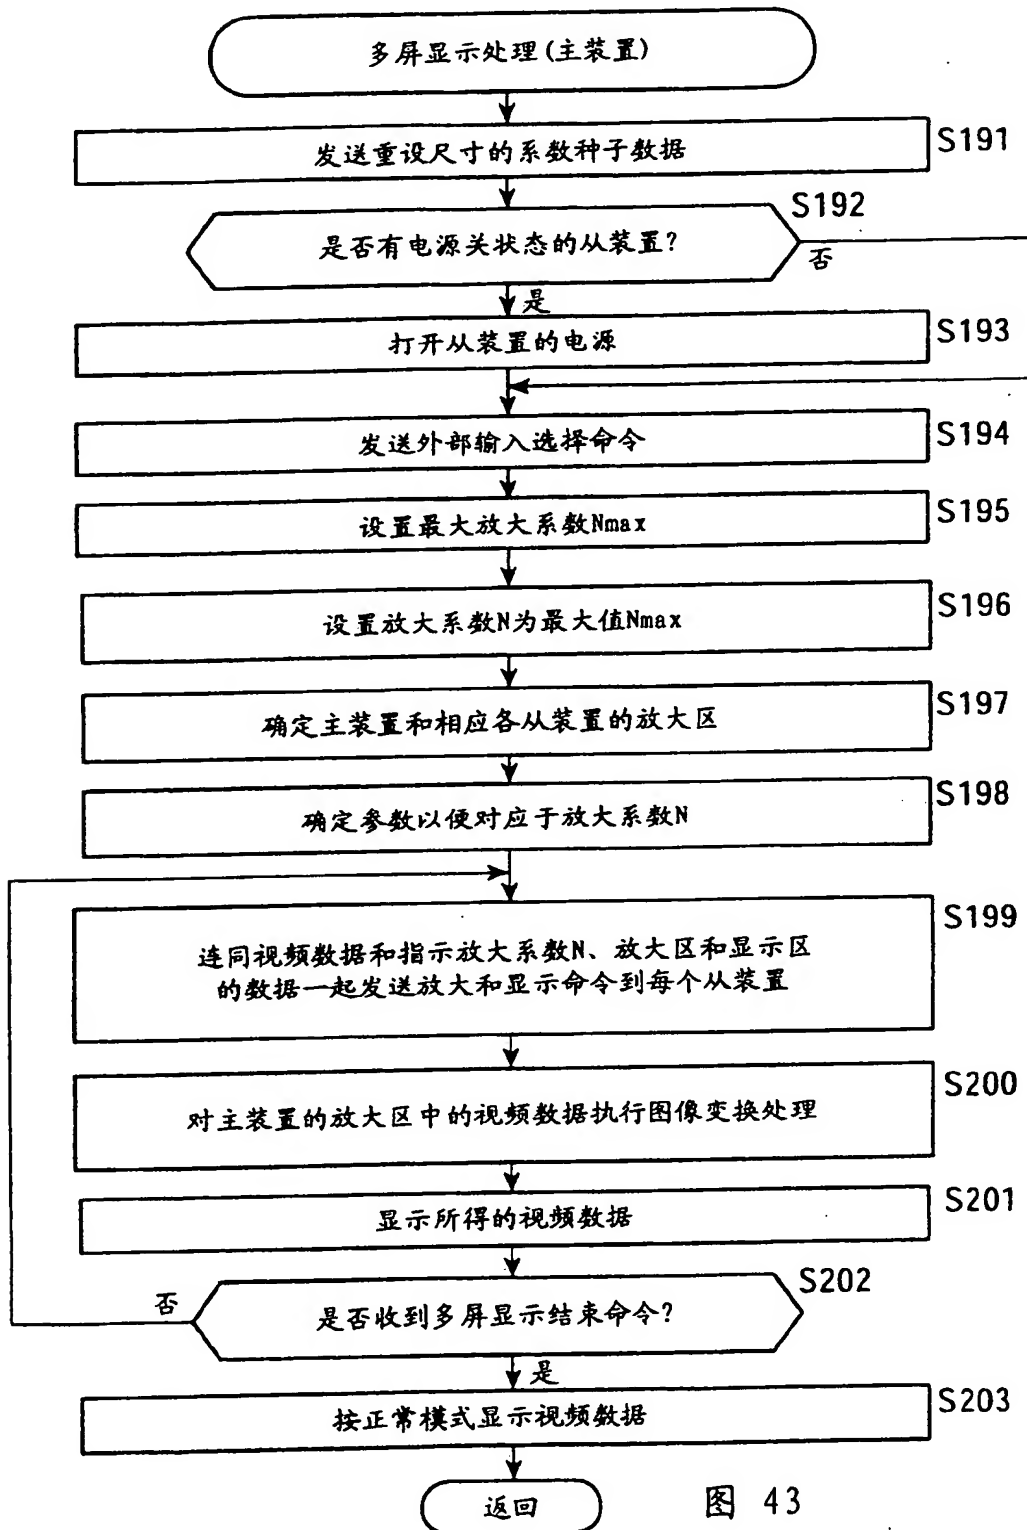 多屏显示处理(主装置)
发送重设尺寸的系数种子数据
S191
是否有电源关状态的从装置?
S192
否
是
打开从装置的电源
S193
发送外部输入选择命令
S194
设置最大放大系数Nmax
S195
设置放大系数N为最大值Nmax
S196
确定主装置和相应各从装置的放大区
S197
确定参数以便对应于放大系数N
S198
连同视频数据和指示放大系数N、放大区和显示区
的数据一起发送放大和显示命令到每个从装置
S199
对主装置的放大区中的视频数据执行图像变换处理
S200
显示所得的视频数据
S201
是否收到多屏显示结束命令?
S202
否
是
按正常模式显示视频数据
S203
返回
图 43